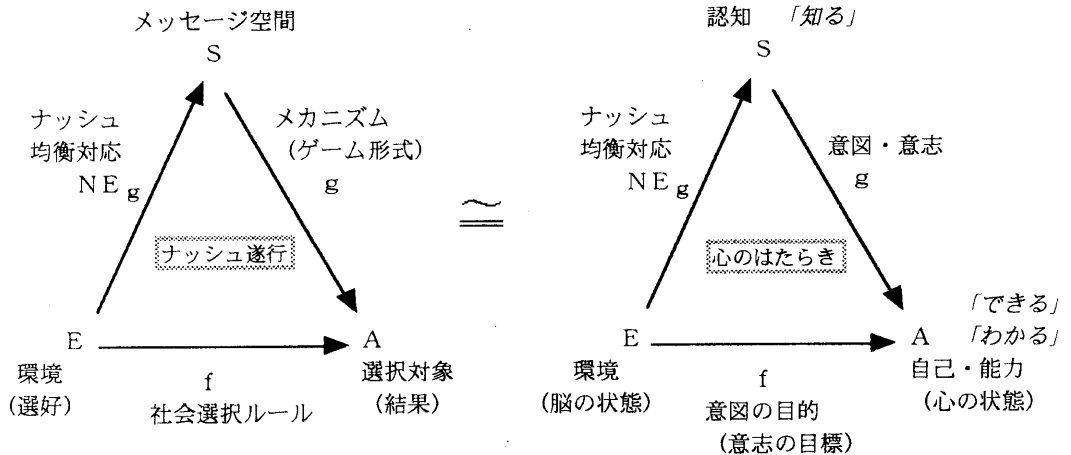 メッセージ空間
S
ナッシュ
均衡対応
NEg
メカニズム
(ゲーム形式)
g
ナッシュ遂行
E
環境
(選好)
f
社会選択ルール
A
選択対象
(結果)
≅
認知 「知る」
S
ナッシュ
均衡対応
NEg
意図・意志
g
心のはたらき
E
環境
(脳の状態)
f
意図の目的
(意志の目標)
「できる」
A 「わかる」
自己・能力
(心の状態)